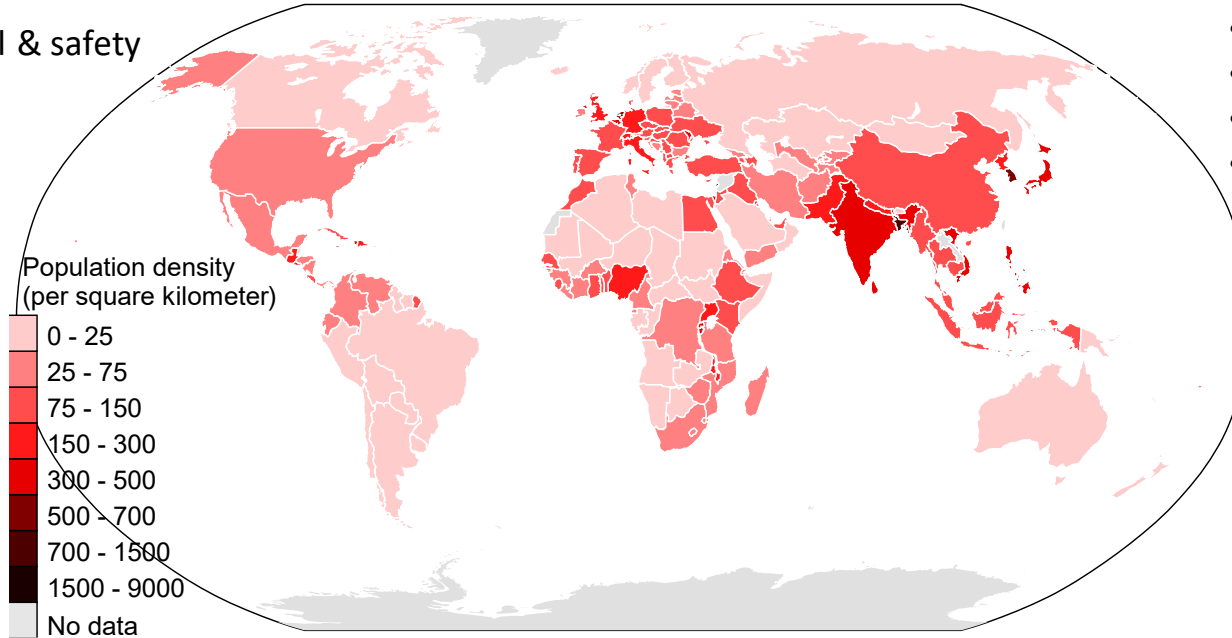 & safety
Population density
(per square kilometer)
0 - 25
25 - 75
75 - 150
150 - 300
300 - 500
500 - 700
700 - 1500
1500 - 9000
No data